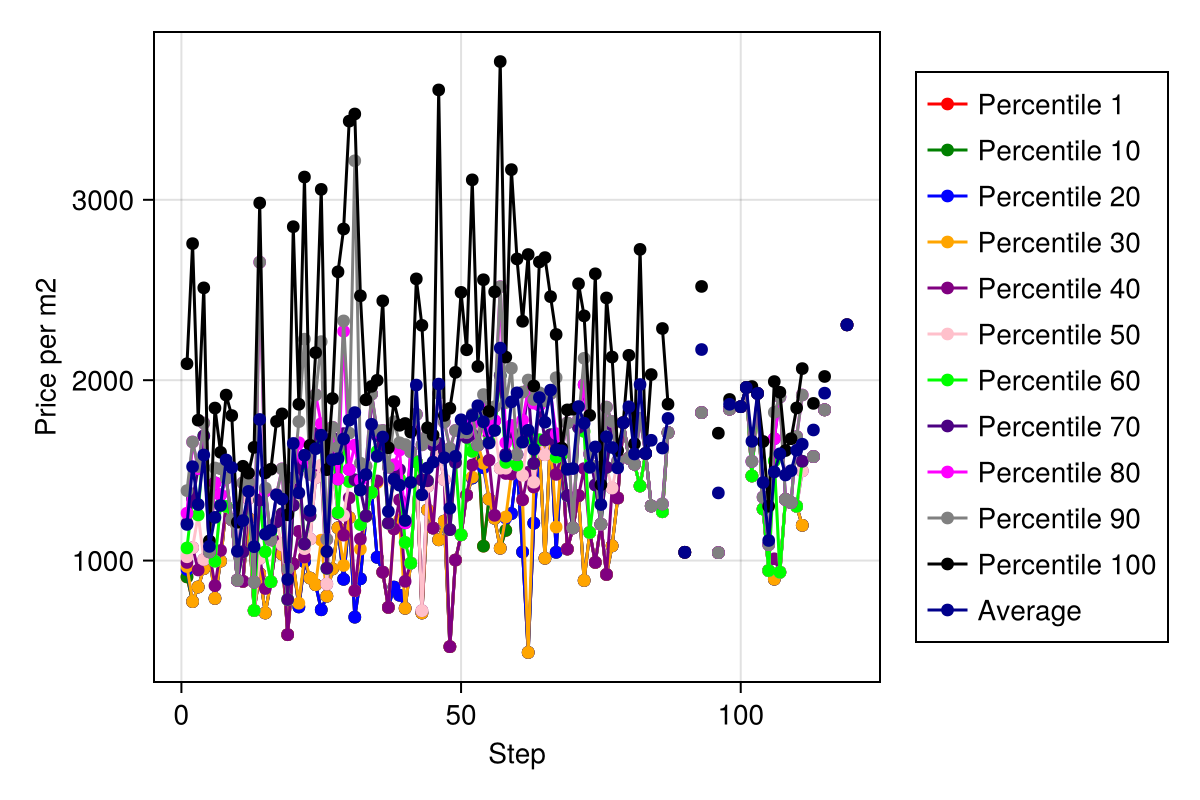 3000
2000
1000
Price per m2
0
50
100
Step
Percentile 1
Percentile 10
Percentile 20
Percentile 30
Percentile 40
Percentile 50
Percentile 60
Percentile 70
Percentile 80
Percentile 90
Percentile 100
Average